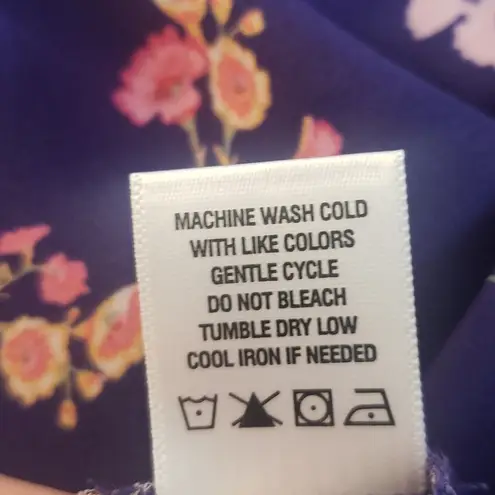 MACHINE WASH COLD
WITH LIKE COLORS
GENTLE CYCLE
DO NOT BLEACH
TUMBLE DRY LOW
COOL IRON IF NEEDED